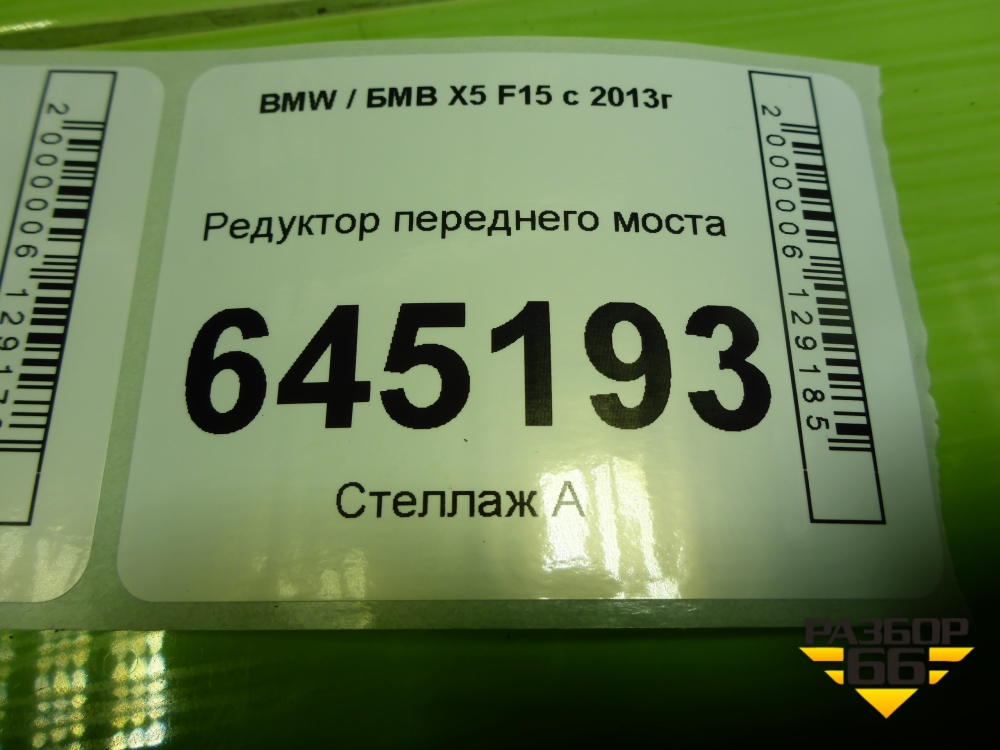 BMW / БМВ X5 F15 с 2013г
Редуктор переднего моста
645193
Стеллаж А
2000006129185
РАЗБОР
66